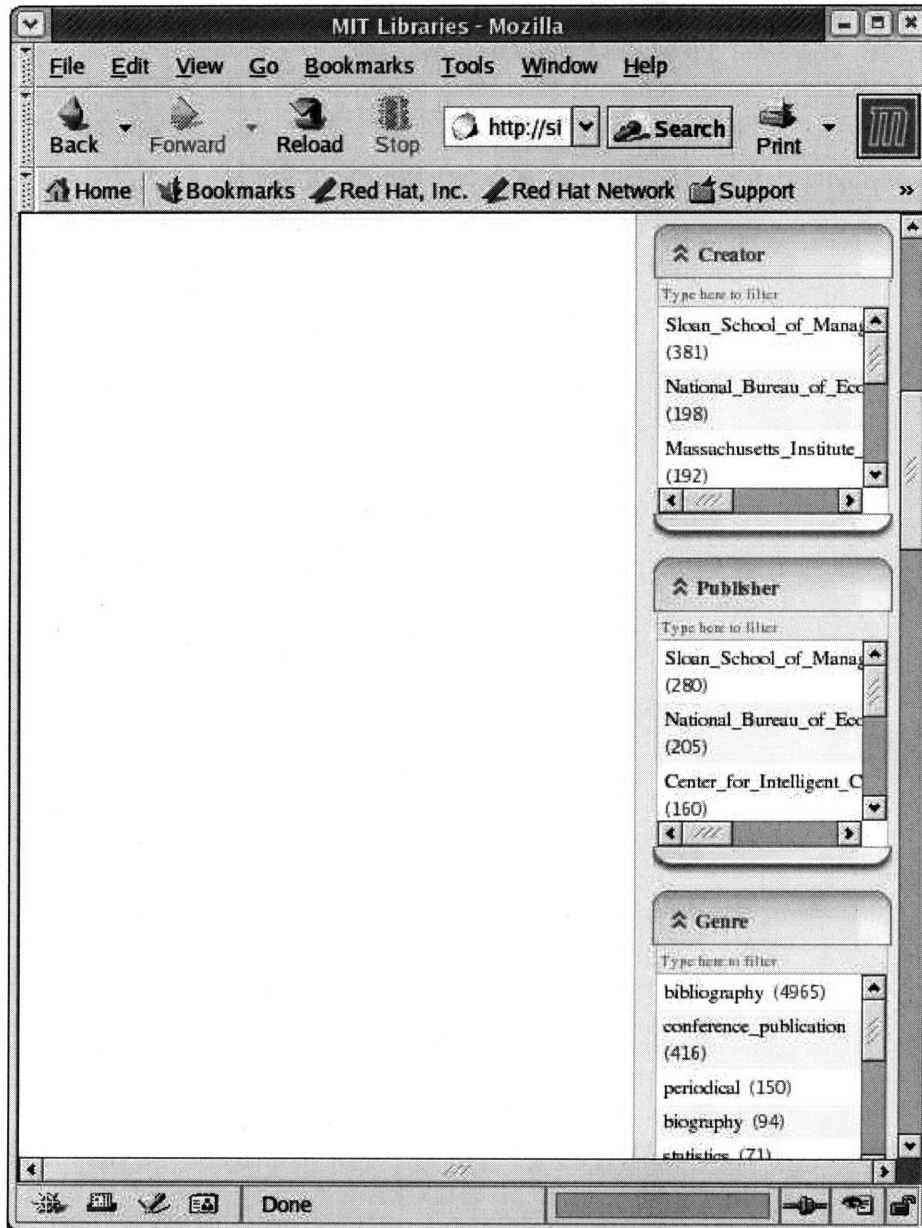 MIT Libraries - Mozilla
File Edit View Go Bookmarks Tools Window Help
Back Forward Reload Stop http://si Search Print
Home Bookmarks Red Hat, Inc. Red Hat Network Support »
Creator
Type here to filter
Sloan_School_of_Manag
(381)
National_Bureau_of_Eco
(198)
Massachusetts_Institute_
(192)
Publisher
Type here to filter
Sloan_School_of_Manag
(280)
National_Bureau_of_Eco
(205)
Center_for_Intelligent_C
(160)
Genre
Type here to filter
bibliography (4965)
conference_publication
(416)
periodical (150)
biography (94)
statistics (71)
Done